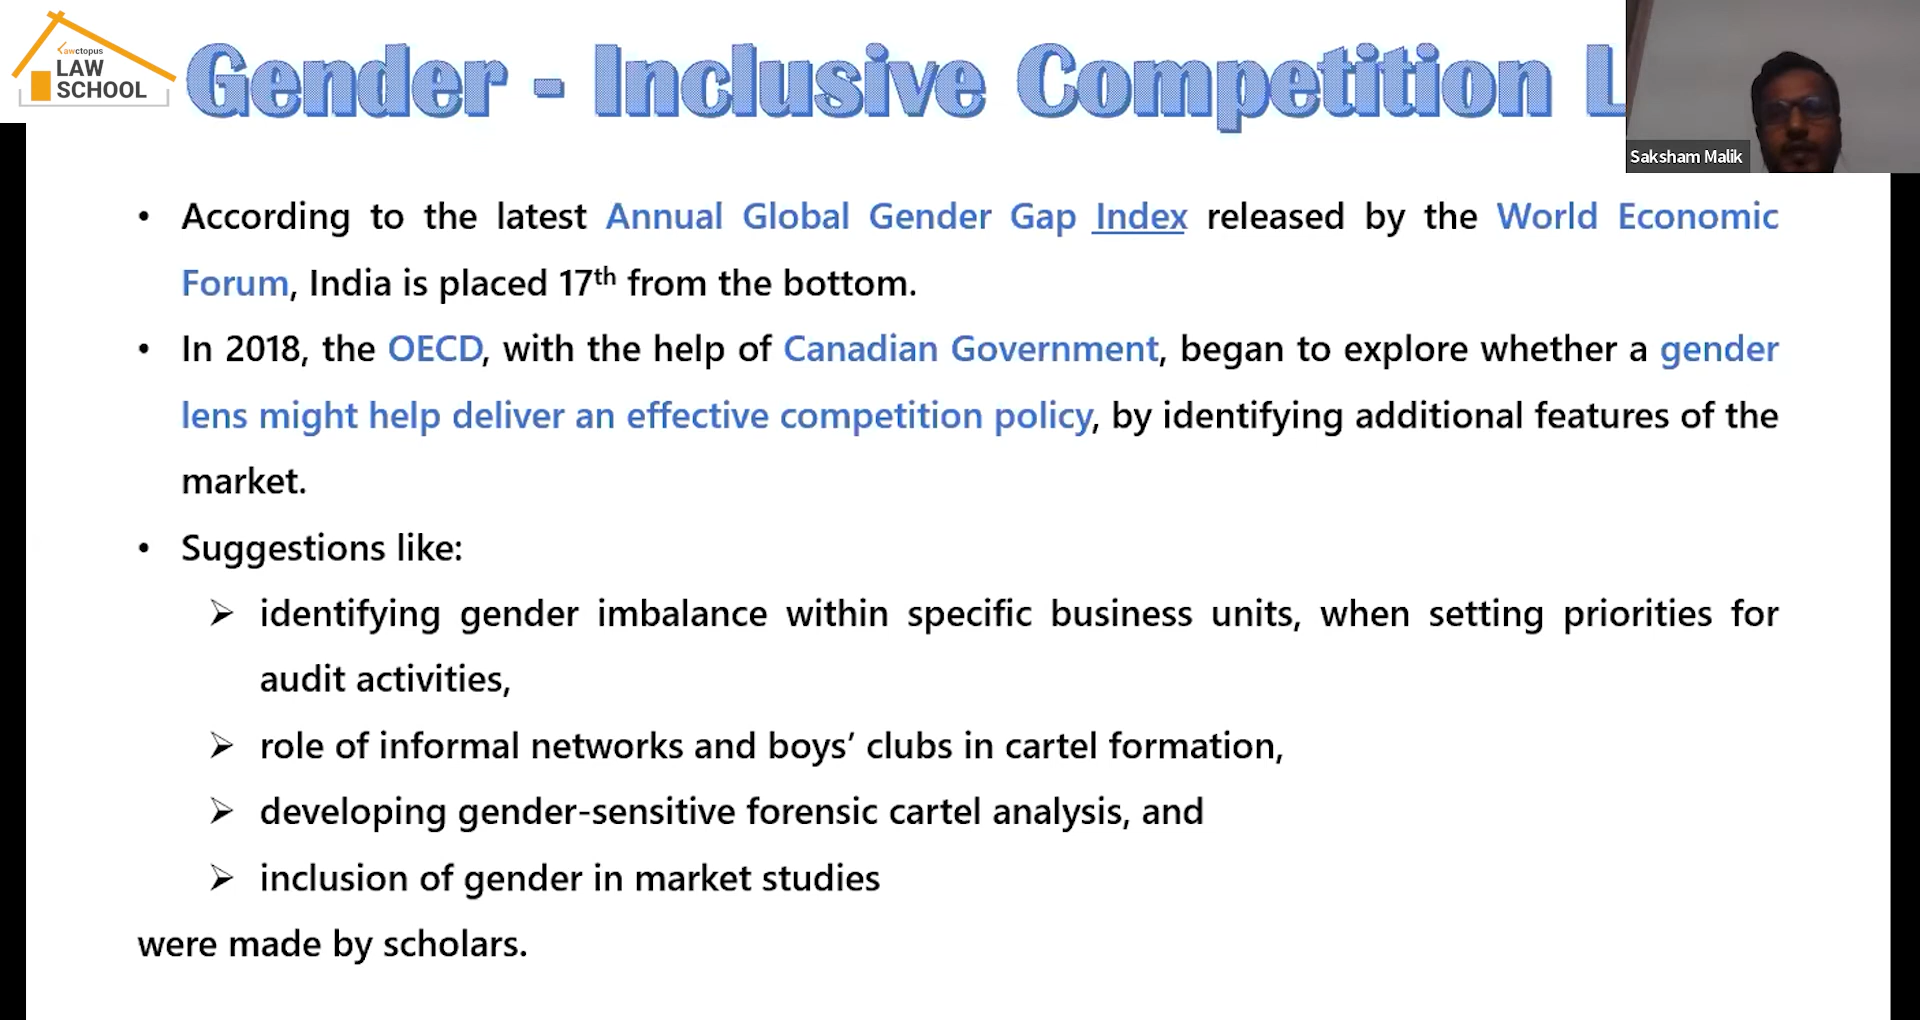 Lawctopus
LAW
SCHOOL
Gender - Inclusive Competition L
Saksham Malik
• According to the latest Annual Global Gender Gap Index released by the World Economic
Forum, India is placed 17th from the bottom.
• In 2018, the OECD, with the help of Canadian Government, began to explore whether a gender
lens might help deliver an effective competition policy, by identifying additional features of the
market.
• Suggestions like:
➢ identifying gender imbalance within specific business units, when setting priorities for
audit activities,
➢ role of informal networks and boys’ clubs in cartel formation,
➢ developing gender-sensitive forensic cartel analysis, and
➢ inclusion of gender in market studies
were made by scholars.